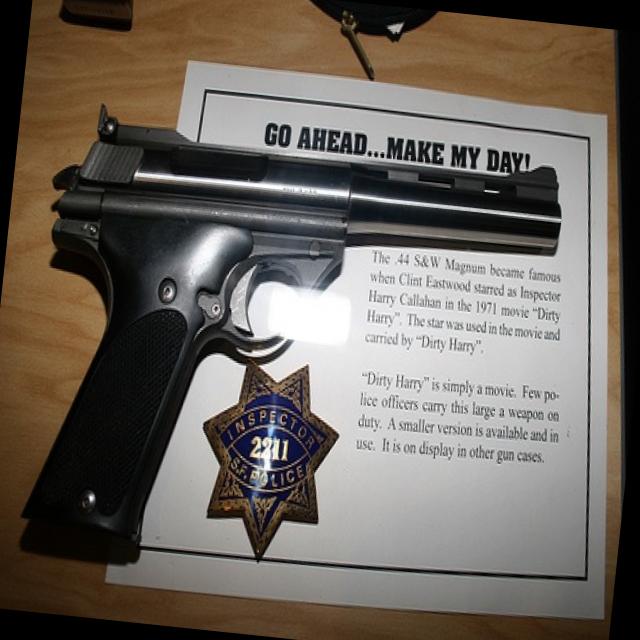 GO AHEAD...MAKE MY DAY!
The .44 S&W Magnum became famous
when Clint Eastwood starred as Inspector
Harry Callahan in the 1971 movie "Dirty
Harry". The star was used in the movie and
carried by "Dirty Harry".
"Dirty Harry" is simply a movie. Few po-
lice officers carry this large a weapon on
duty. A smaller version is available and in
use. It is on display in other gun cases.
INSPECTOR
2211
S.F. POLICE